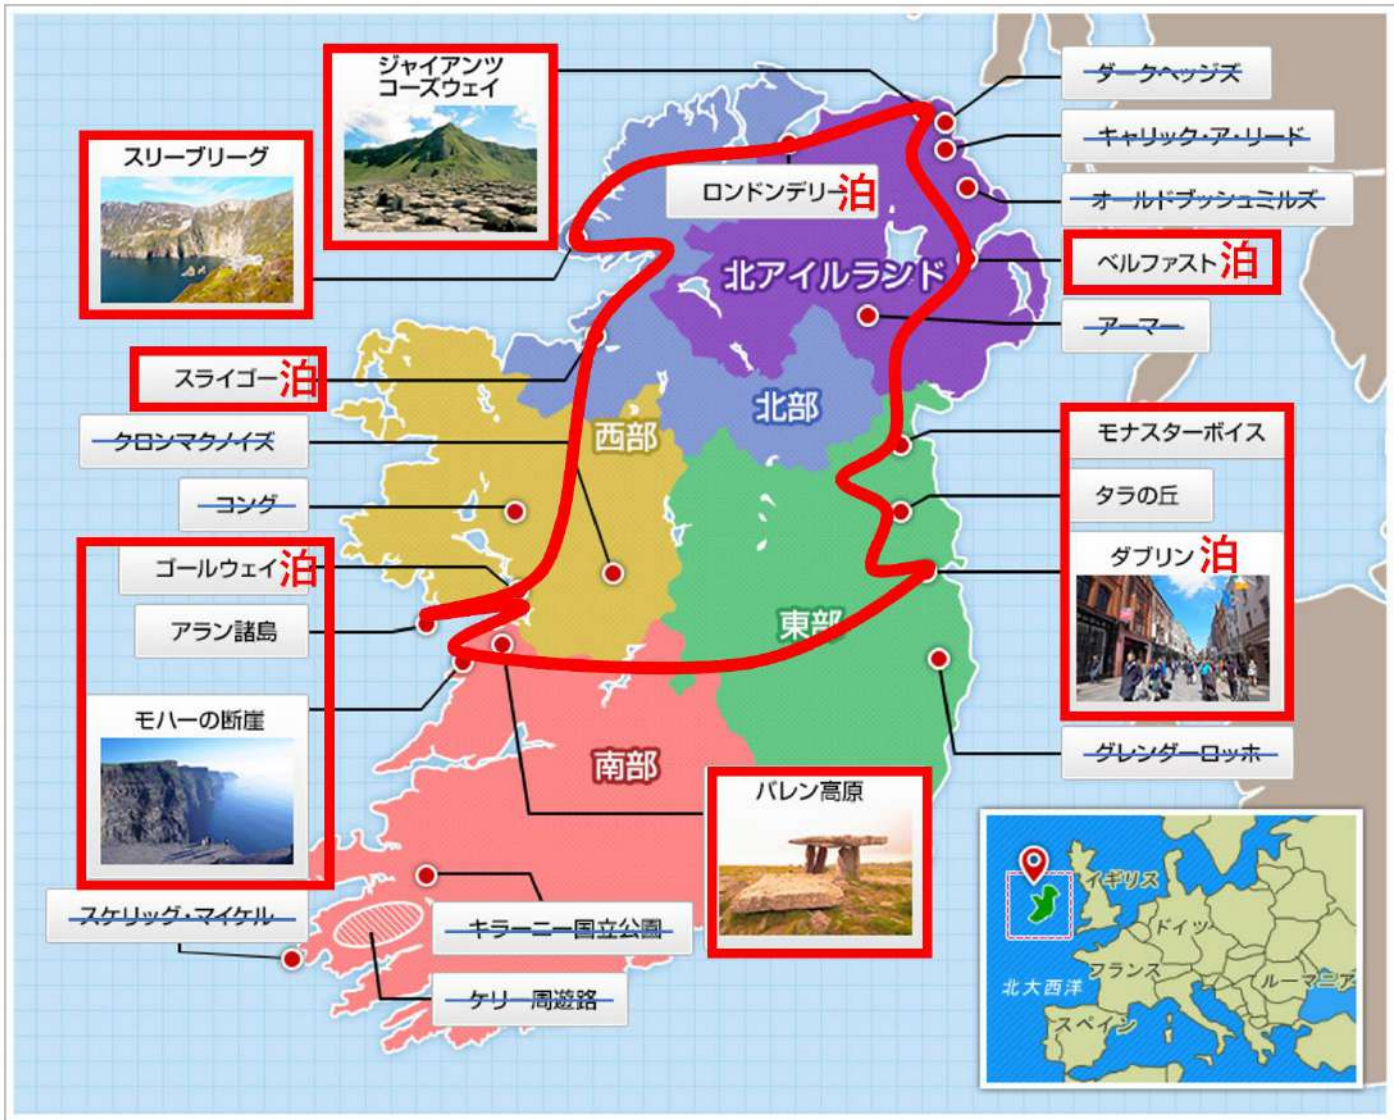 ジャイアンツ
コーズウェイ
スリーブリーグ
ダークヘッジズ
キャリック・ア・リード
オールドブッシュミルズ
ロンドンデリー泊
ベルファスト泊
北アイルランド
アーマー
スライゴー泊
北部
クロンマクノイズ
西部
モナスターボイス
コング
タラの丘
ゴールウェイ泊
ダブリン泊
アラン諸島
東部
モハーの断崖
グレンダーロッホ
南部
バレン高原
スケリッグ・マイケル
キラーニー国立公園
ケリー周遊路
イギリス
ドイツ
フランス
ルーマニア
北大西洋
スペイン